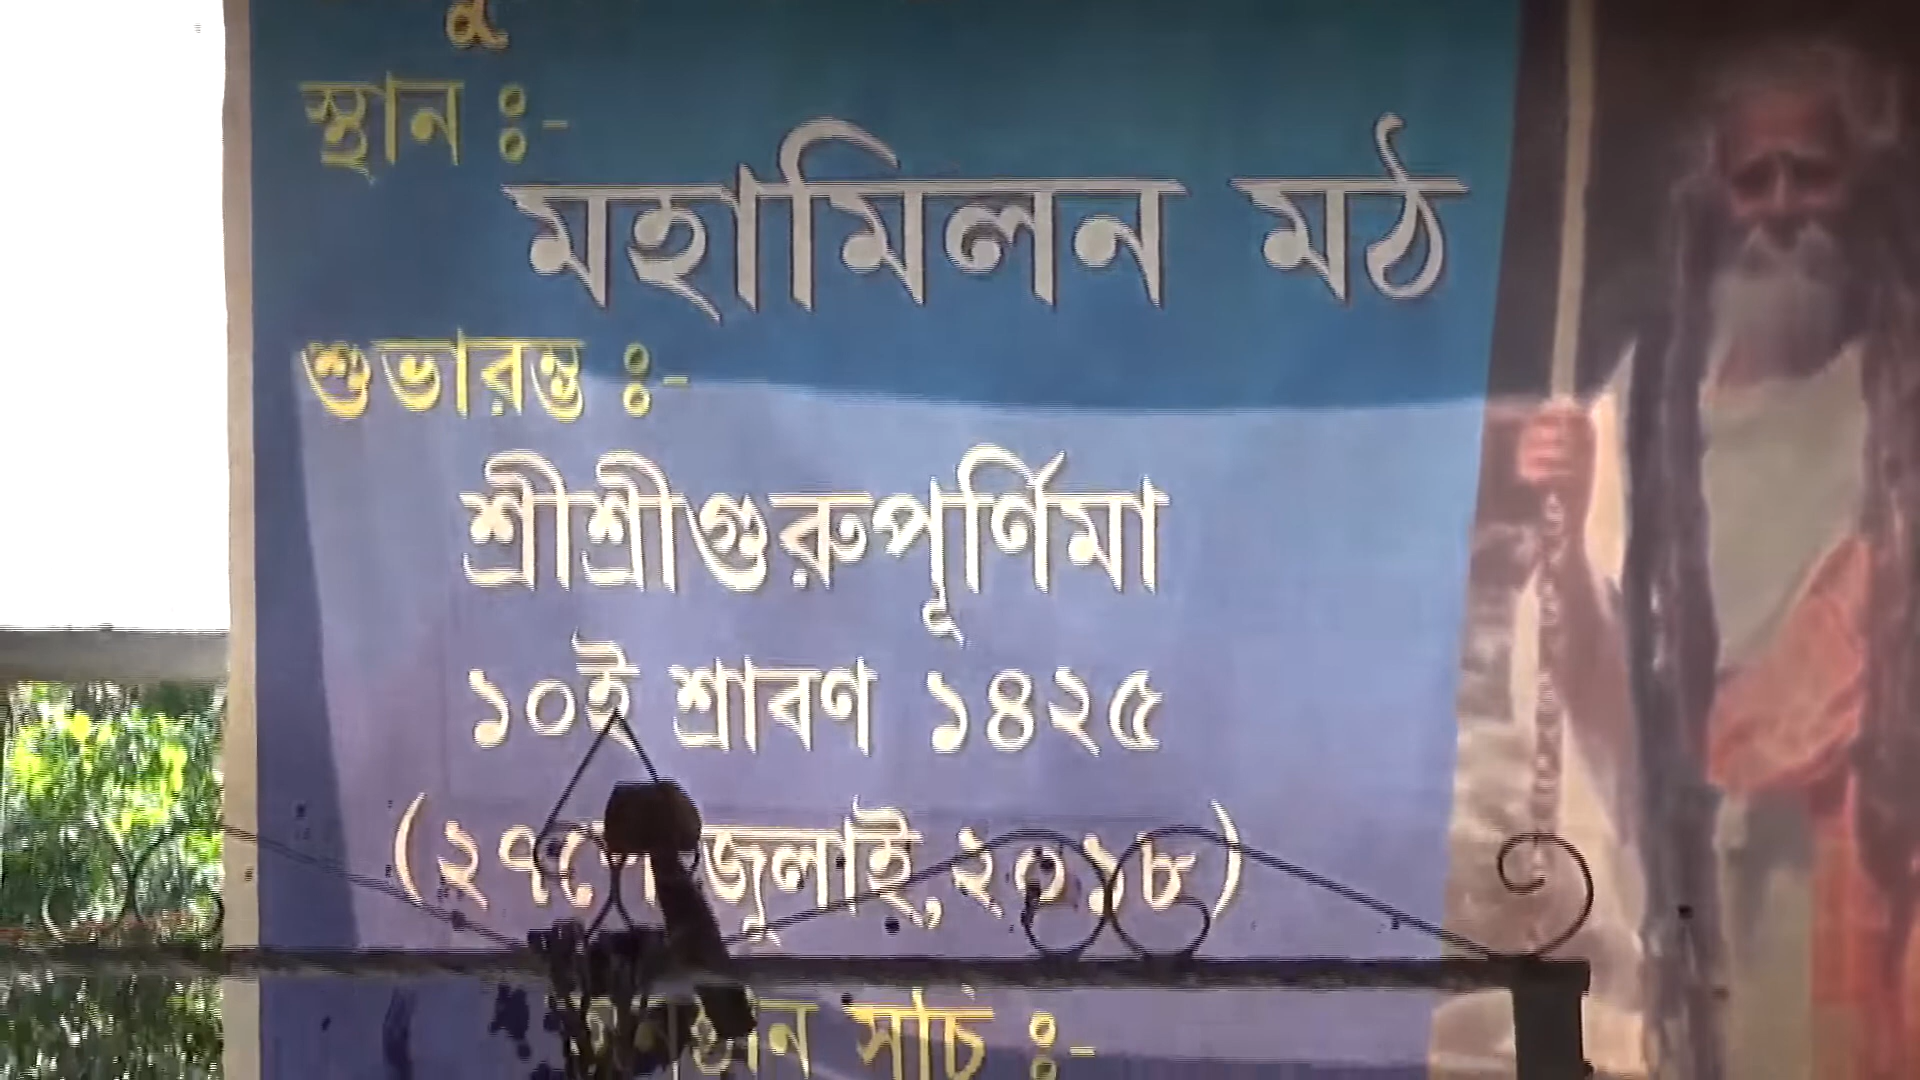 স্থান ঃ-
মহামিলন মঠ
শুভারম্ভ ঃ-
শ্রীশ্রীগুরুপূর্ণিমা
১০ই শ্রাবণ ১৪২৫
(২৭শে জুলাই, ২০১৮)